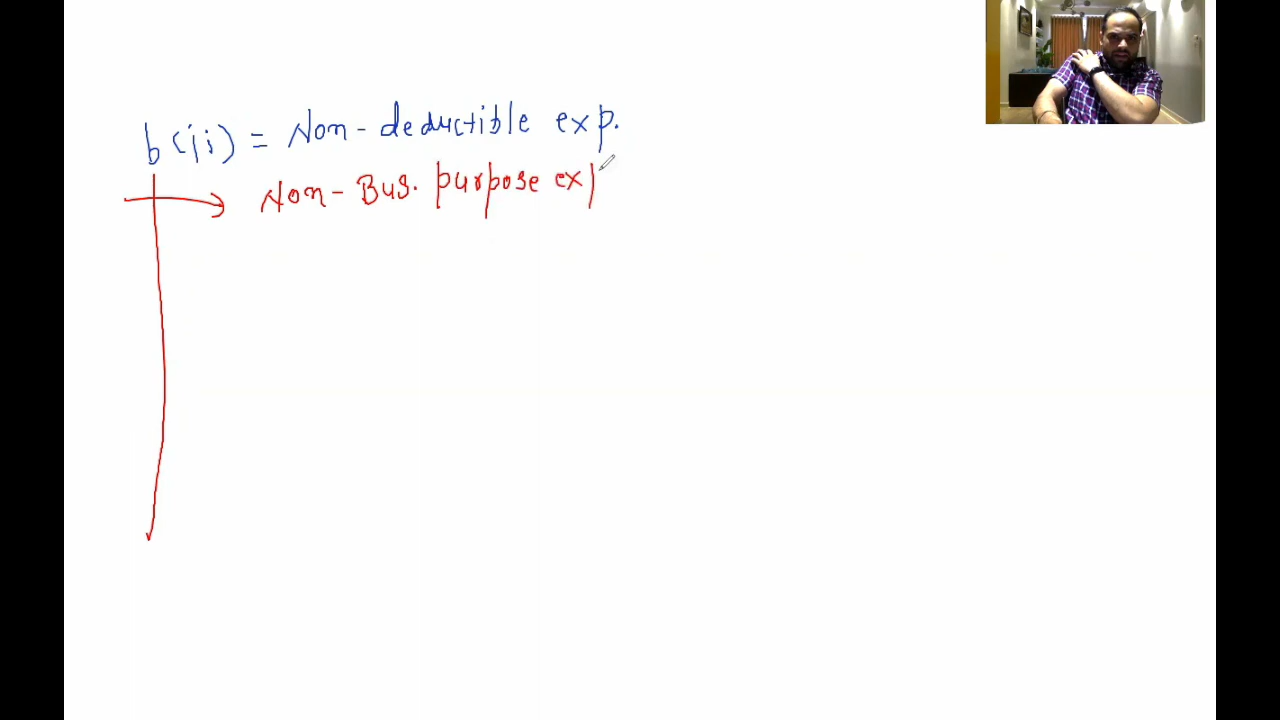 b(ii) = Non-deductible exp.
Non-Bus. purpose exp